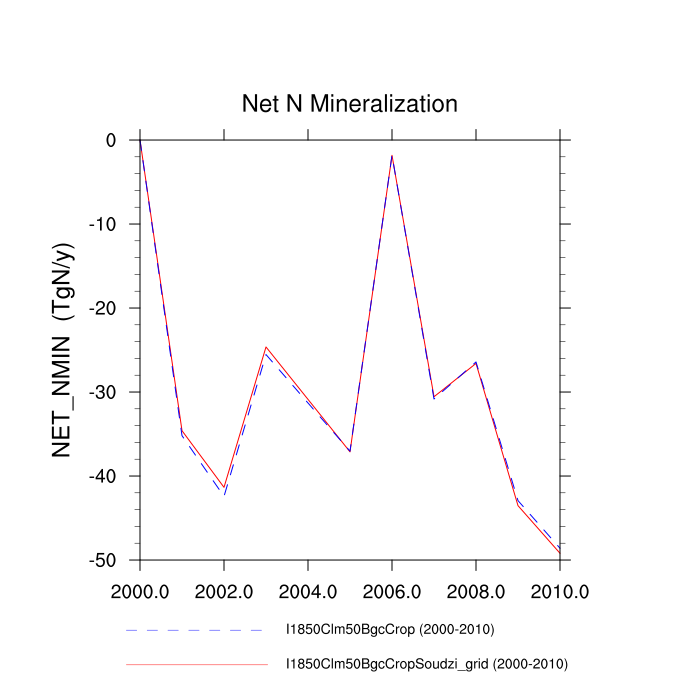 Net N Mineralization
NET_NMIN (TgN/y)
0
-10
-20
-30
-40
-50
2000.0 2002.0 2004.0 2006.0 2008.0 2010.0
I1850Clm50BgcCrop (2000-2010)
I1850Clm50BgcCropSoudzi_grid (2000-2010)